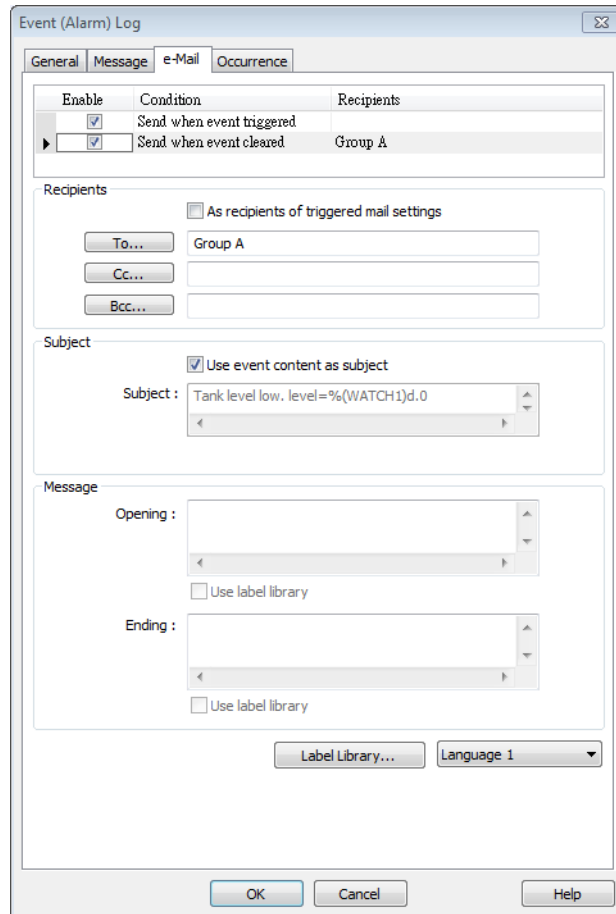 Event (Alarm) Log
General Message e-Mail Occurrence
Enable Condition Recipients
Send when event triggered
Send when event cleared Group A
Recipients
As recipients of triggered mail settings
To... Group A
Cc...
Bcc...
Subject
Use event content as subject
Subject : Tank level low. level=%(WATCH1)d.0
Message
Opening :
Use label library
Ending :
Use label library
Label Library... Language 1
OK Cancel Help